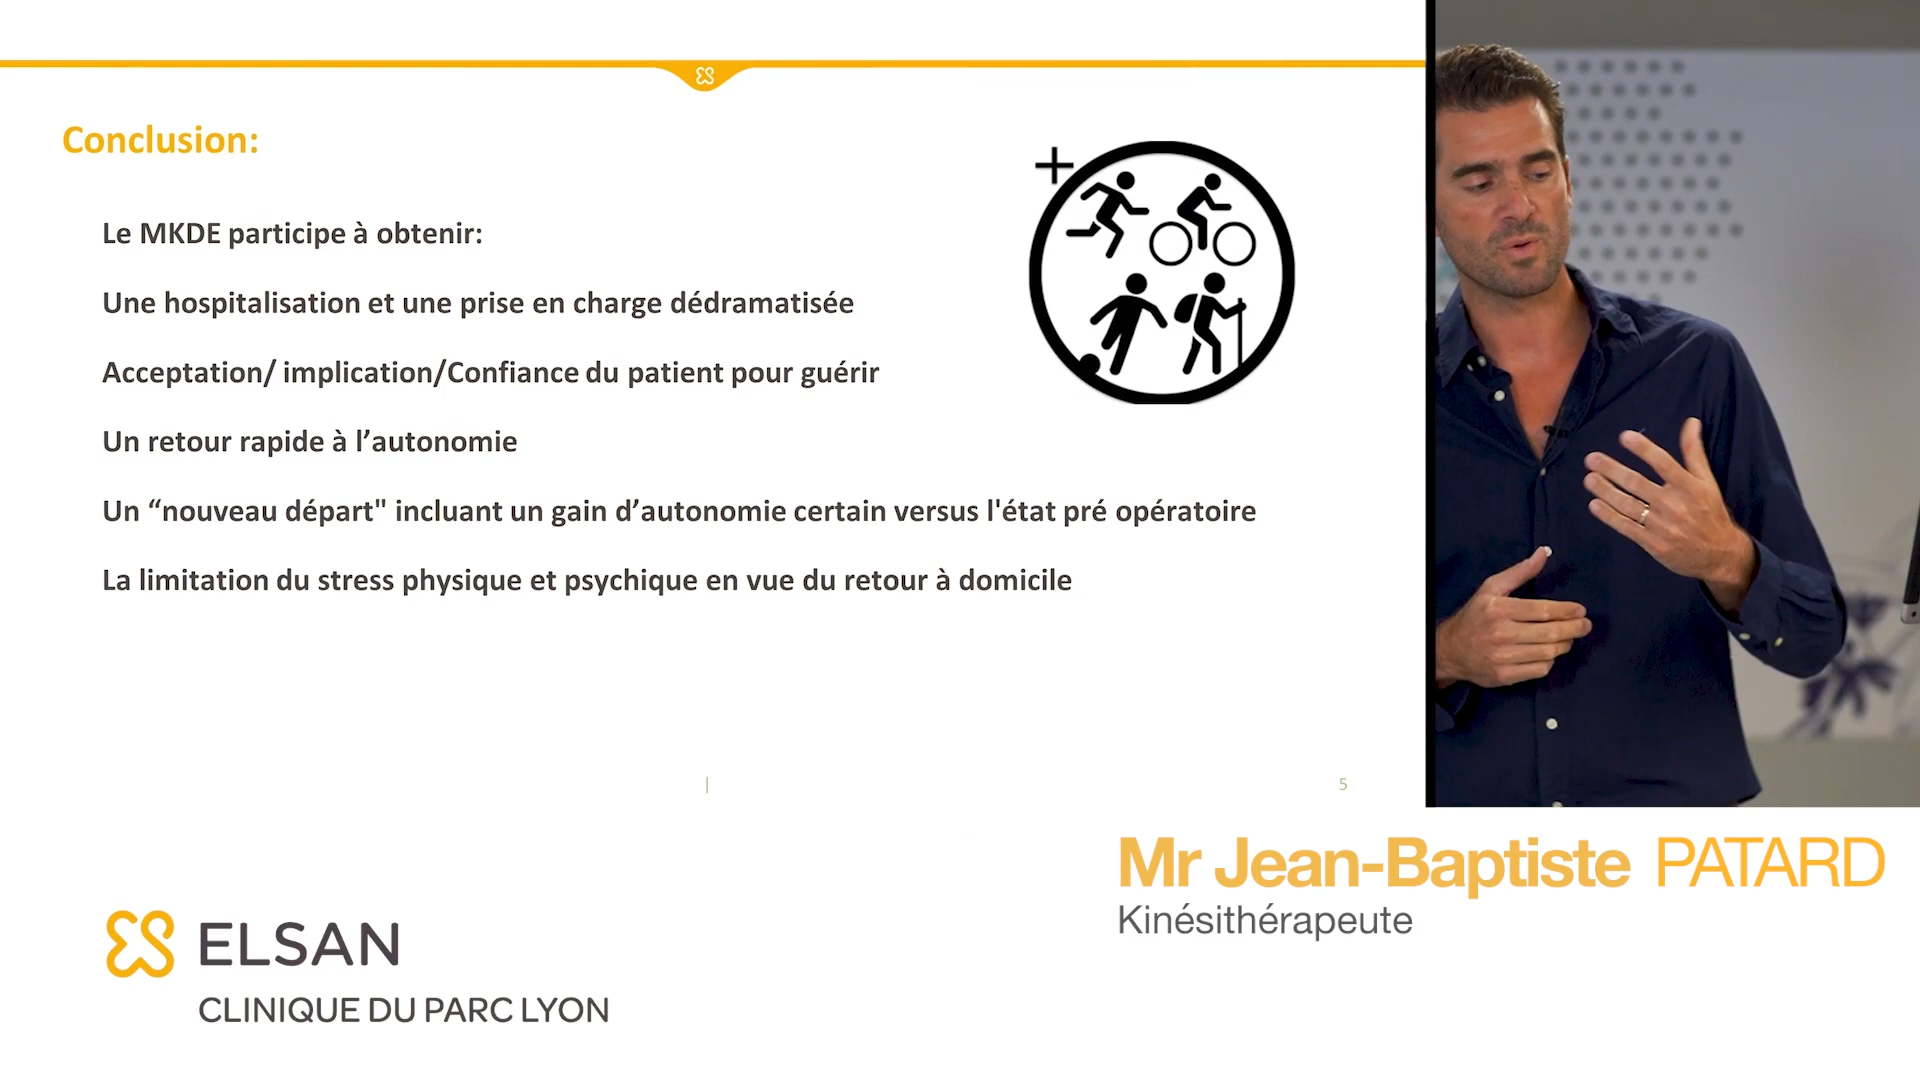 Conclusion:
Le MKDE participe à obtenir:
Une hospitalisation et une prise en charge dédramatisée
Acceptation/ implication/Confiance du patient pour guérir
Un retour rapide à l’autonomie
Un “nouveau départ" incluant un gain d’autonomie certain versus l'état pré opératoire
La limitation du stress physique et psychique en vue du retour à domicile
|
5
Mr Jean-Baptiste PATARD
Kinésithérapeute
ELSAN
CLINIQUE DU PARC LYON